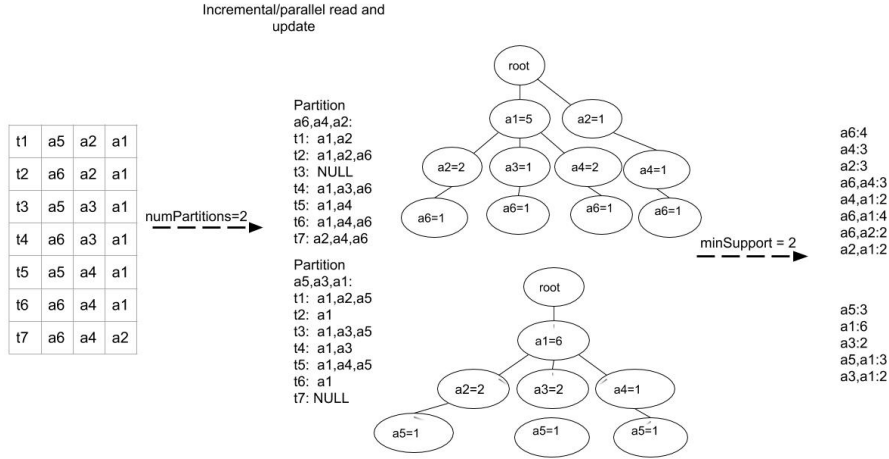 Incremental/parallel read and
update
t1 a5 a2 a1
t2 a6 a2 a1
t3 a5 a3 a1
t4 a6 a3 a1
t5 a5 a4 a1
t6 a6 a4 a1
t7 a6 a4 a2
numPartitions=2
Partition
a6,a4,a2:
t1: a1,a2
t2: a1,a2,a6
t3: NULL
t4: a1,a3,a6
t5: a1,a4
t6: a1,a4,a6
t7: a2,a4,a6
Partition
a5,a3,a1:
t1: a1,a2,a5
t2: a1
t3: a1,a3,a5
t4: a1,a3
t5: a1,a4,a5
t6: a1
t7: NULL
root
a1=5 a2=1
a2=2 a3=1 a4=2 a4=1
a6=1 a6=1 a6=1 a6=1
root
a1=6
a2=2 a3=2 a4=1
a5=1 a5=1 a5=1
minSupport = 2
a6:4
a4:3
a2:3
a6,a4:3
a4,a1:2
a6,a1:4
a6,a2:2
a2,a1:2
a5:3
a1:6
a3:2
a5,a1:3
a3,a1:2